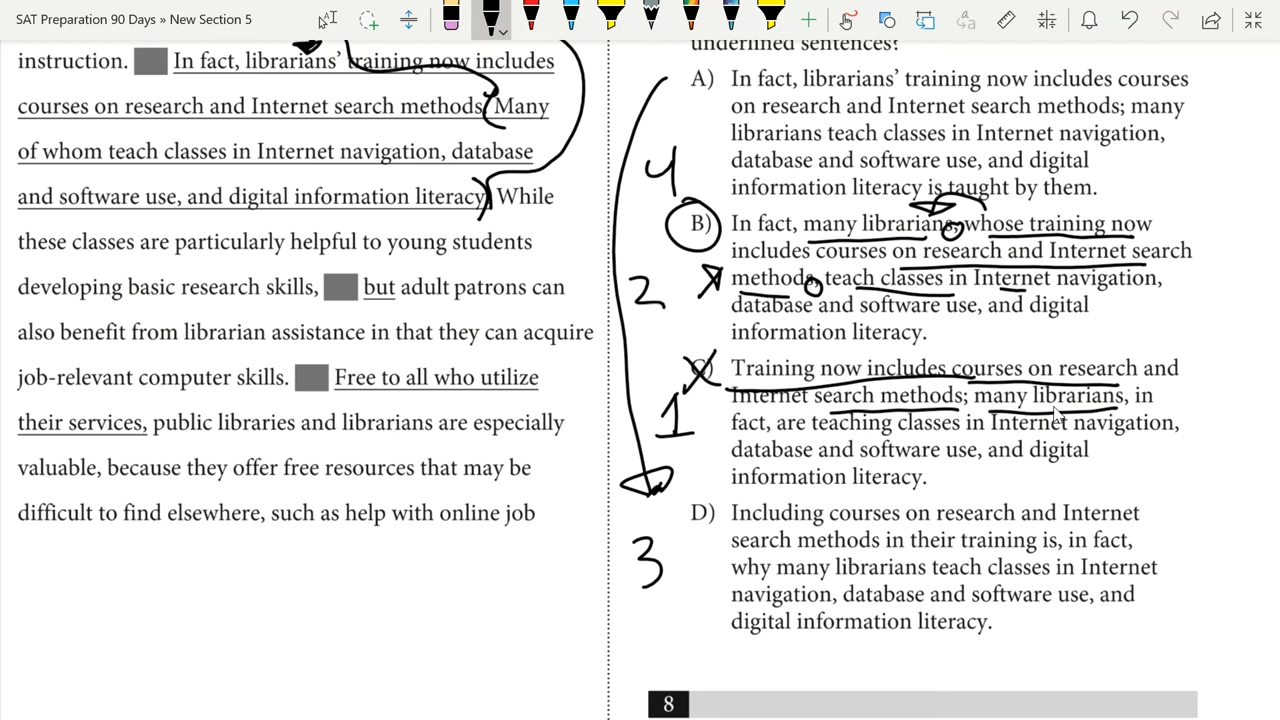 SAT Preparation 90 Days » New Section 5
instruction. In fact, librarians’ training now includes
courses on research and Internet search methods. Many
of whom teach classes in Internet navigation, database
and software use, and digital information literacy. While
these classes are particularly helpful to young students
developing basic research skills, but adult patrons can
also benefit from librarian assistance in that they can acquire
job-relevant computer skills. Free to all who utilize
their services, public libraries and librarians are especially
valuable, because they offer free resources that may be
difficult to find elsewhere, such as help with online job
underlined sentences?
A) In fact, librarians’ training now includes courses
on research and Internet search methods; many
librarians teach classes in Internet navigation,
database and software use, and digital
information literacy is taught by them.
4
B) In fact, many librarians, whose training now
includes courses on research and Internet search
methods, teach classes in Internet navigation,
database and software use, and digital
information literacy.
2
C) Training now includes courses on research and
Internet search methods; many librarians, in
fact, are teaching classes in Internet navigation,
database and software use, and digital
information literacy.
1
D) Including courses on research and Internet
search methods in their training is, in fact,
why many librarians teach classes in Internet
navigation, database and software use, and
digital information literacy.
3
8